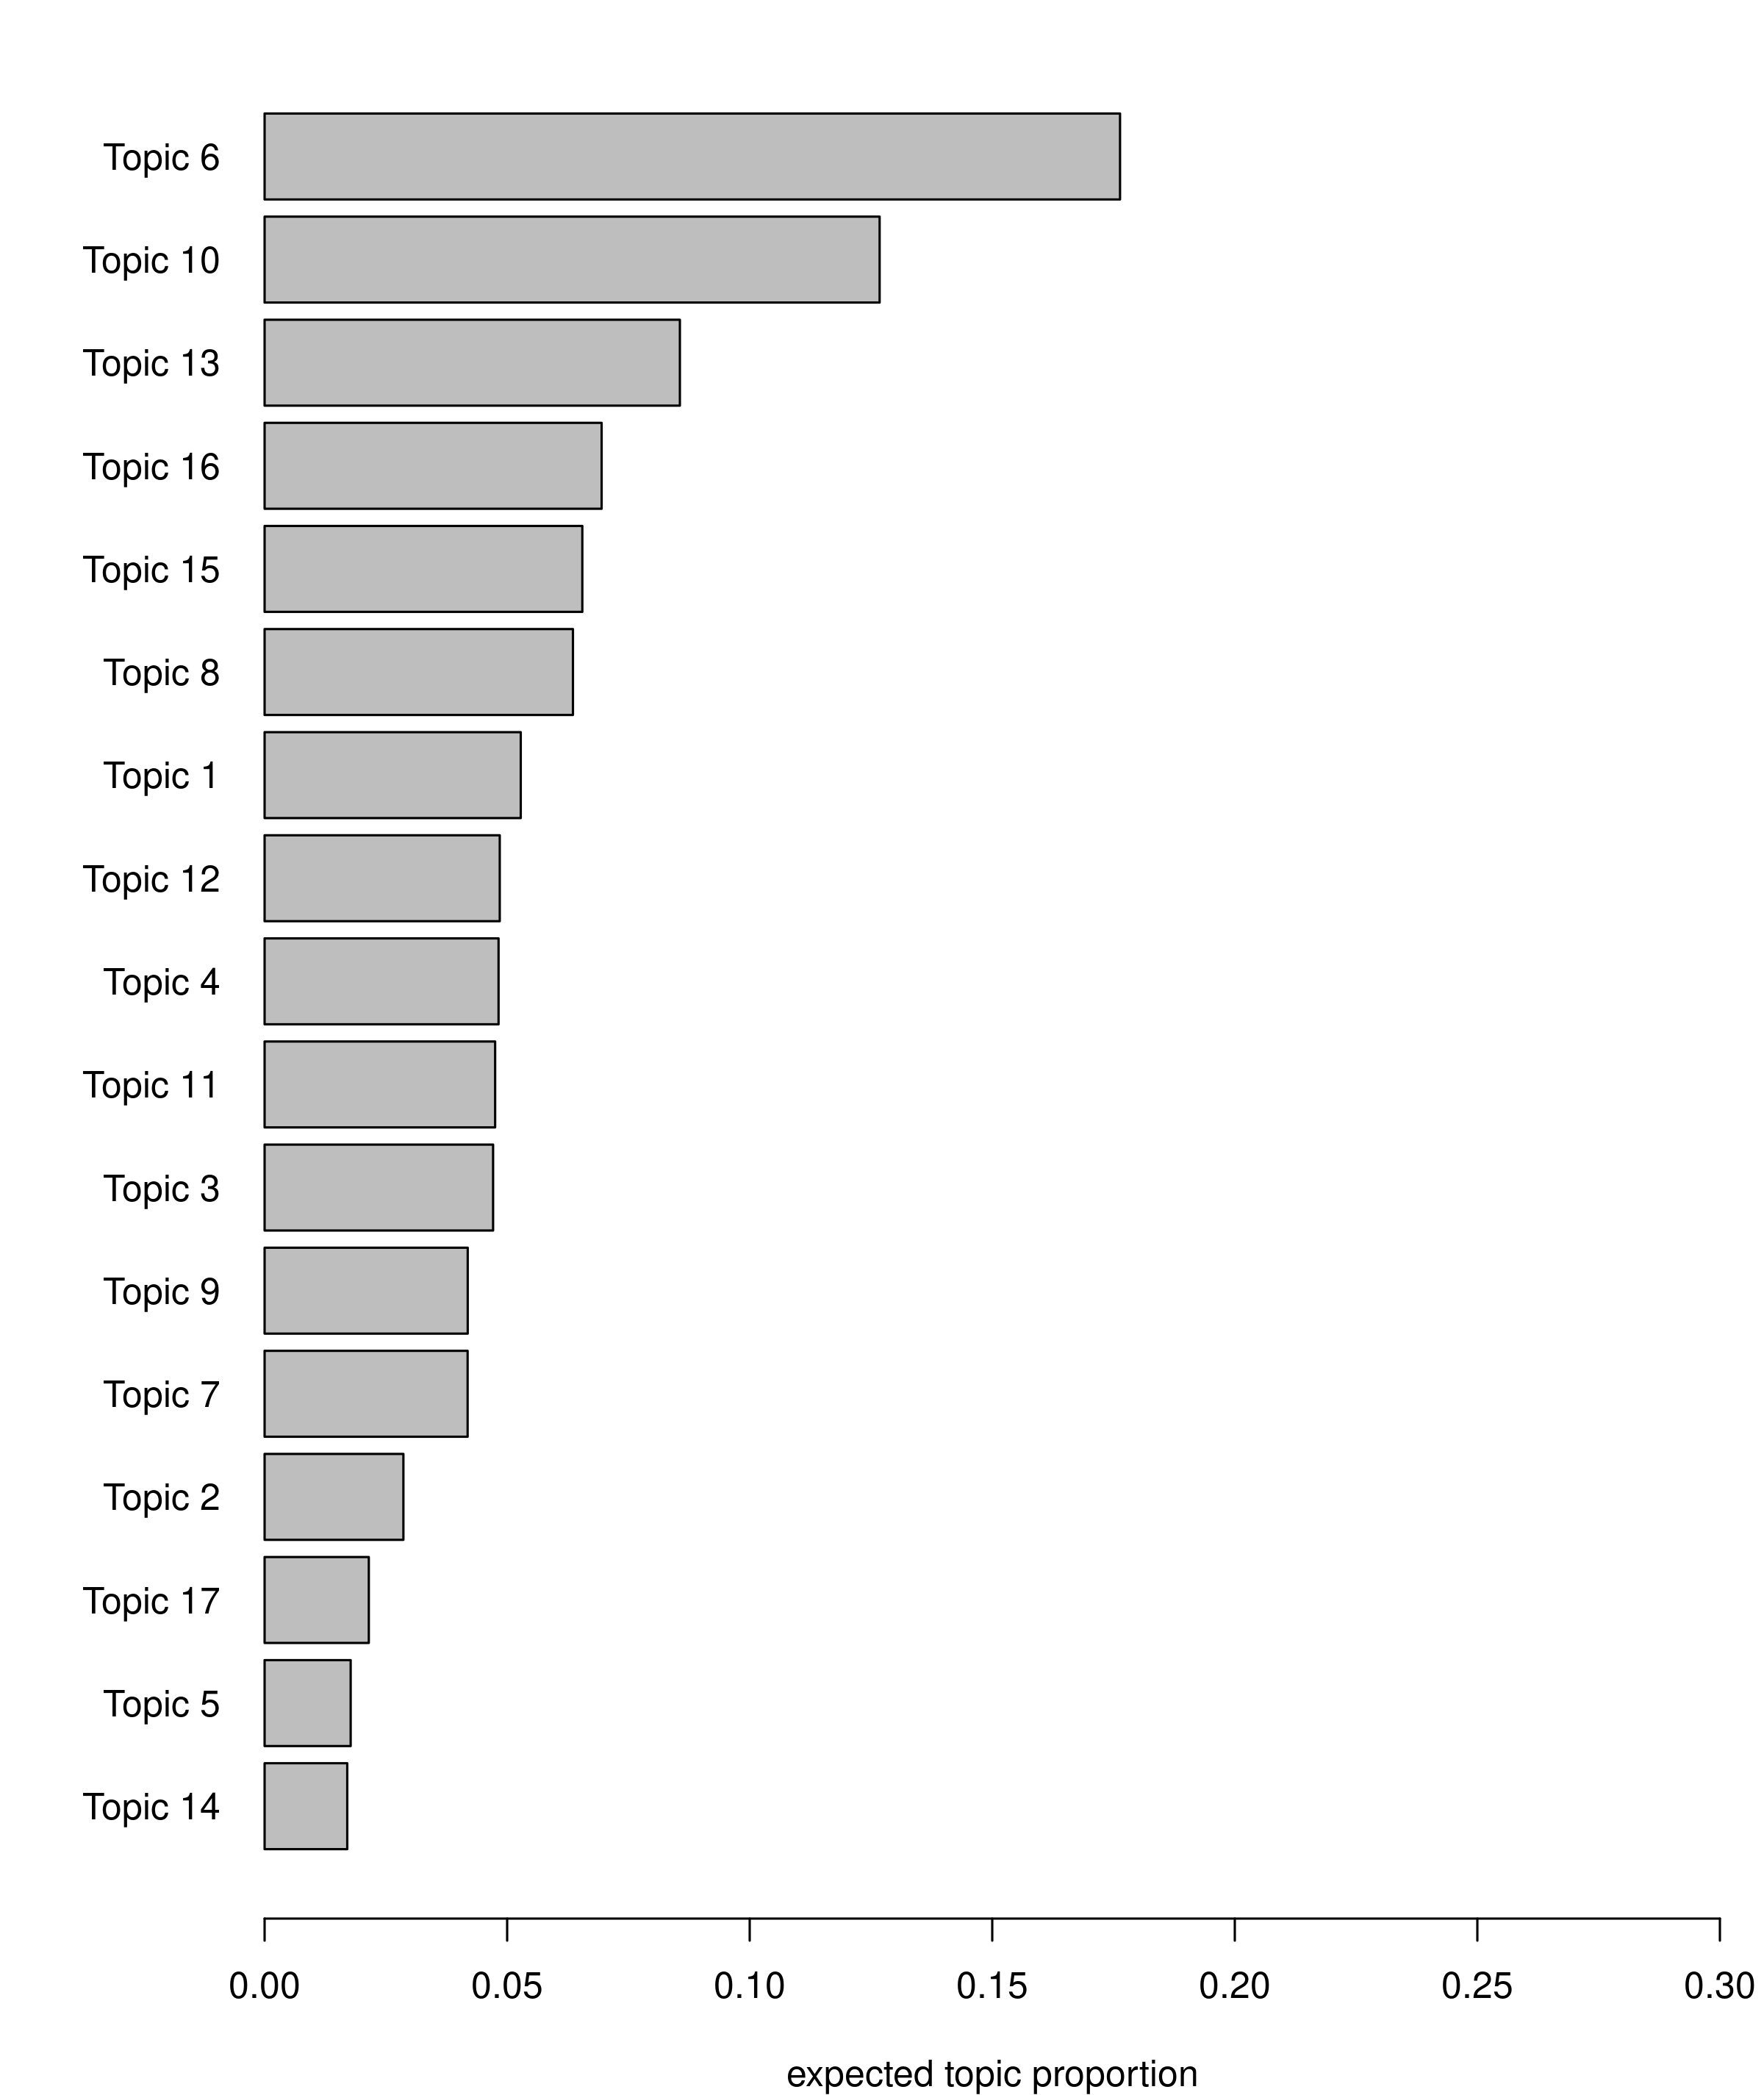 Topic 6
Topic 10
Topic 13
Topic 16
Topic 15
Topic 8
Topic 1
Topic 12
Topic 4
Topic 11
Topic 3
Topic 9
Topic 7
Topic 2
Topic 17
Topic 5
Topic 14
0.00 0.05 0.10 0.15 0.20 0.25 0.30
expected topic proportion